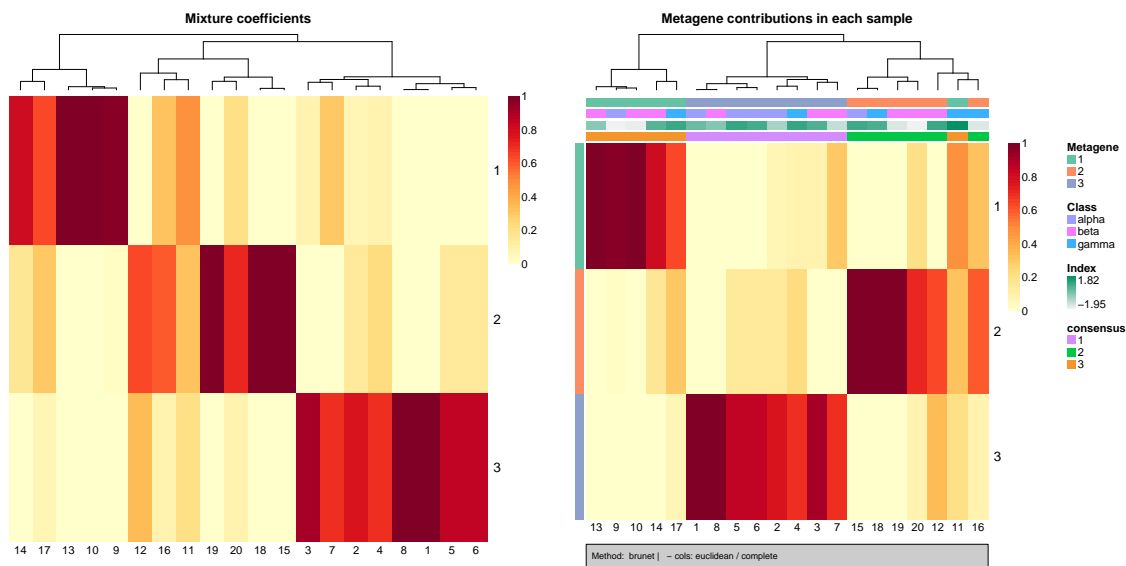 Mixture coefficients
1
2
3
14 17 13 10 9 12 16 11 19 20 18 15 3 7 2 4 8 1 5 6
1
0.8
0.6
0.4
0.2
0
Metagene contributions in each sample
1
2
3
13 9 10 14 17 1 8 5 6 2 4 3 7 15 18 19 20 12 11 16
1
0.8
0.6
0.4
0.2
0
Metagene
1
2
3
Class
alpha
beta
gamma
Index
1.82
−1.95
consensus
1
2
3
Method: brunet | − cols: euclidean / complete